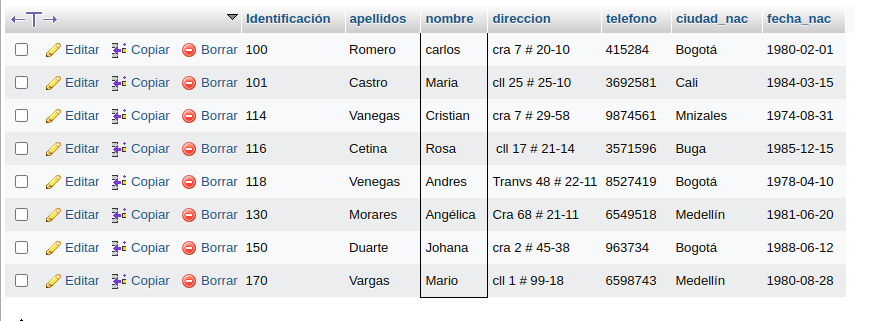 Identificación apellidos nombre direccion telefono ciudad_nac fecha_nac
Editar Copiar Borrar 100 Romero carlos cra 7 # 20-10 415284 Bogotá 1980-02-01
Editar Copiar Borrar 101 Castro Maria cll 25 # 25-10 3692581 Cali 1984-03-15
Editar Copiar Borrar 114 Vanegas Cristian cra 7 # 29-58 9874561 Mnizales 1974-08-31
Editar Copiar Borrar 116 Cetina Rosa cll 17 # 21-14 3571596 Buga 1985-12-15
Editar Copiar Borrar 118 Venegas Andres Tranvs 48 # 22-11 8527419 Bogotá 1978-04-10
Editar Copiar Borrar 130 Morares Angélica Cra 68 # 21-11 6549518 Medellín 1981-06-20
Editar Copiar Borrar 150 Duarte Johana cra 2 # 45-38 963734 Bogotá 1988-06-12
Editar Copiar Borrar 170 Vargas Mario cll 1 # 99-18 6598743 Medellín 1980-08-28